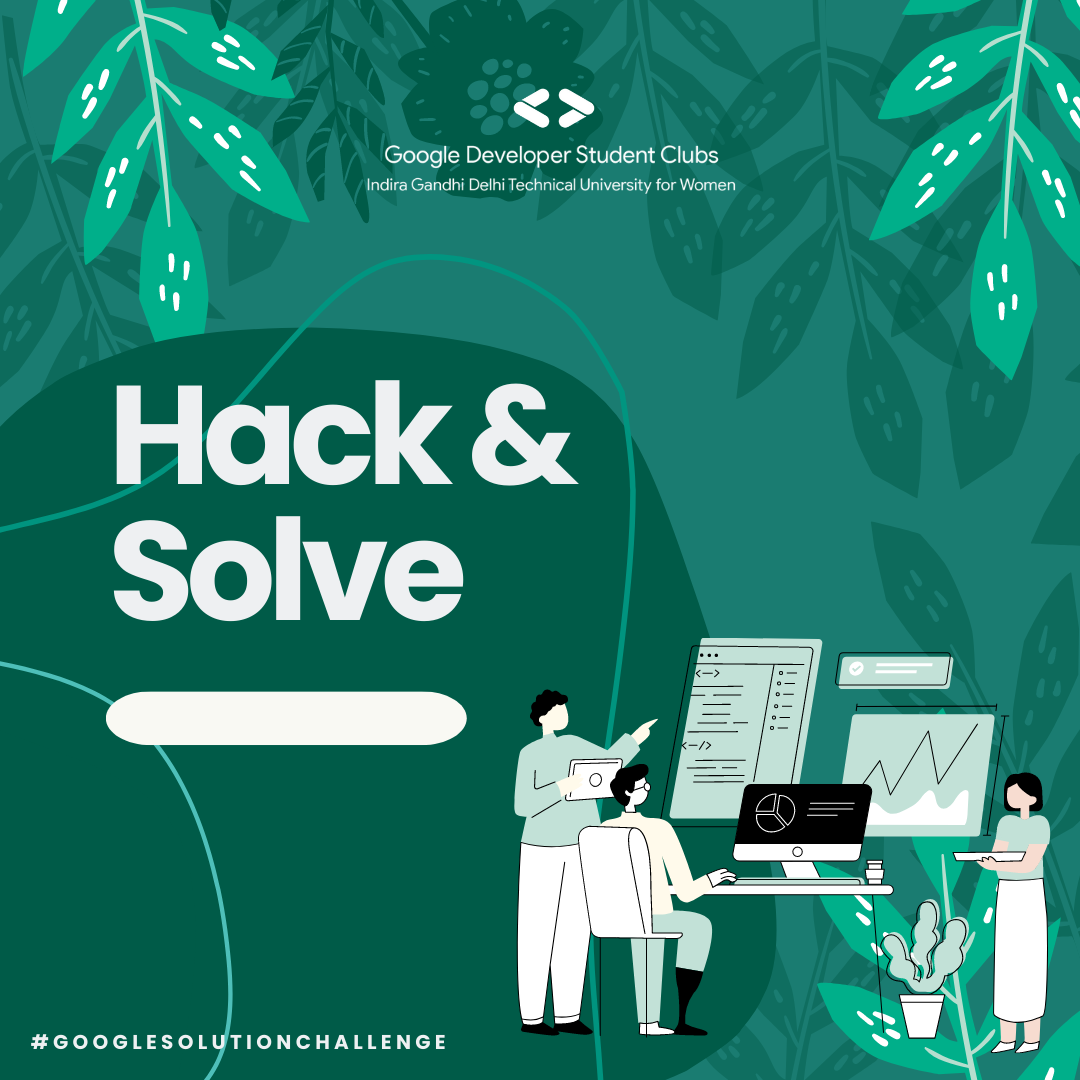 Google Developer Student Clubs
Indira Gandhi Delhi Technical University for Women
Hack &
Solve
<->
</>
#GOOGLESOLUTIONCHALLENGE